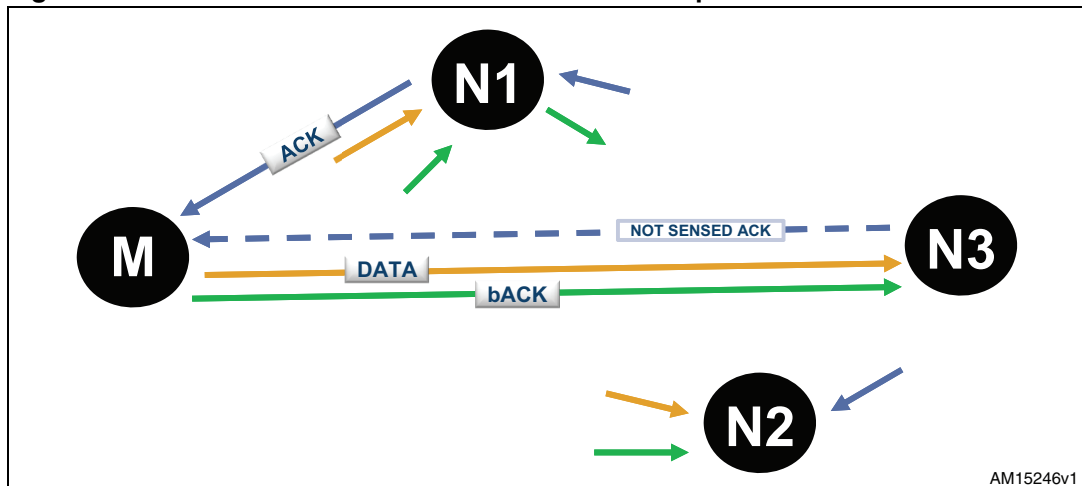 N1
ACK
M
NOT SENSED ACK
N3
DATA
bACK
N2
AM15246v1